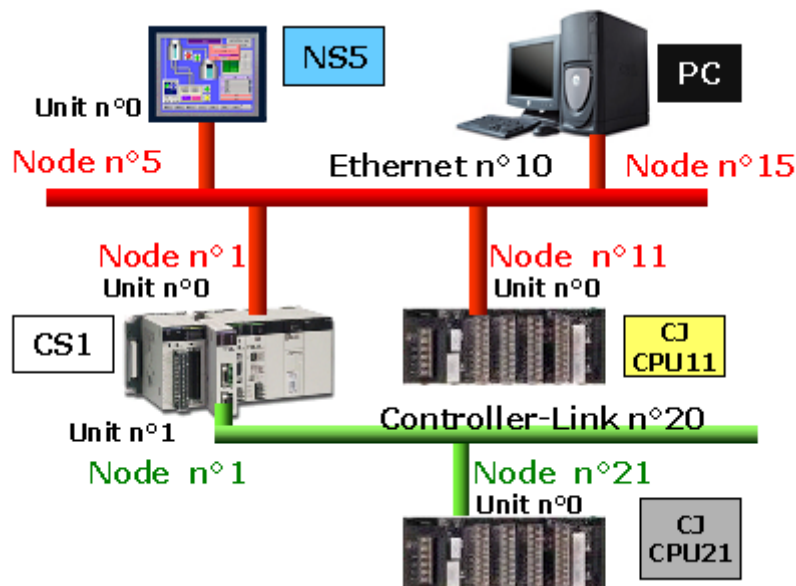 NS5
PC
Unit n°0
Node n°5
Ethernet n°10
Node n°15
Node n°1
Unit n°0
Node n°11
Unit n°0
CS1
CJ
CPU11
Controller-Link n°20
Unit n°1
Node n°1
Node n°21
Unit n°0
CJ
CPU21